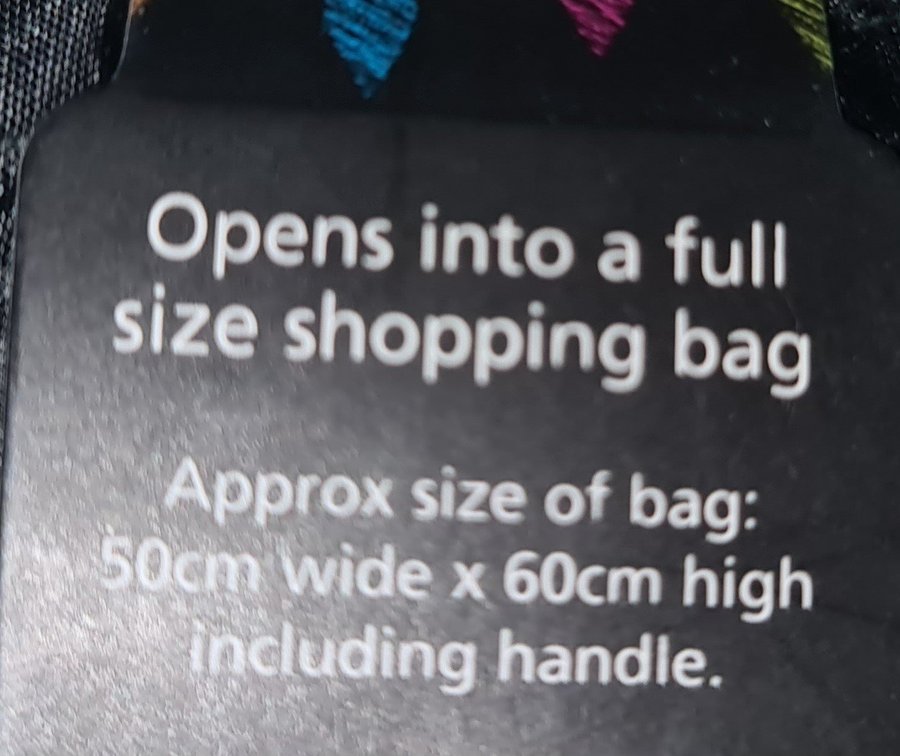 Opens into a full
size shopping bag
Approx size of bag:
50cm wide x 60cm high
including handle.